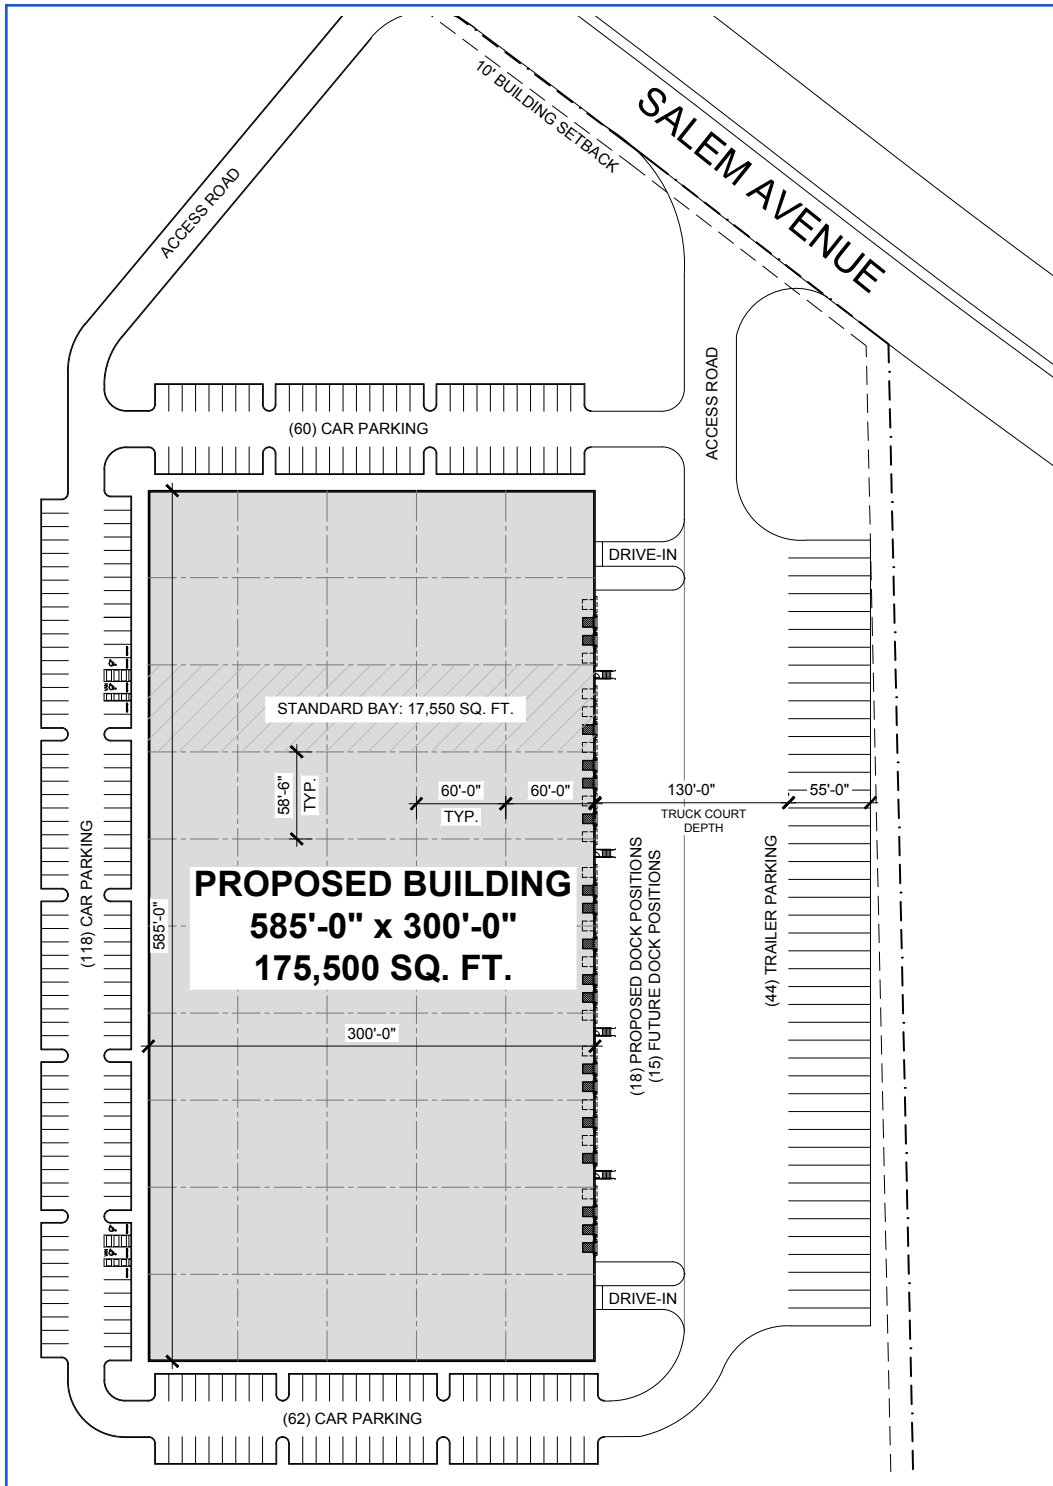 10' BUILDING SETBACK
SALEM AVENUE
ACCESS ROAD
ACCESS ROAD
(60) CAR PARKING
DRIVE-IN
STANDARD BAY: 17,550 SQ. FT.
58'-6"
TYP.
60'-0"
TYP.
60'-0"
130'-0"
TRUCK COURT
DEPTH
55'-0"
(118) CAR PARKING
585'-0"
PROPOSED BUILDING
585'-0" x 300'-0"
175,500 SQ. FT.
300'-0"
(18) PROPOSED DOCK POSITIONS
(15) FUTURE DOCK POSITIONS
(44) TRAILER PARKING
DRIVE-IN
(62) CAR PARKING